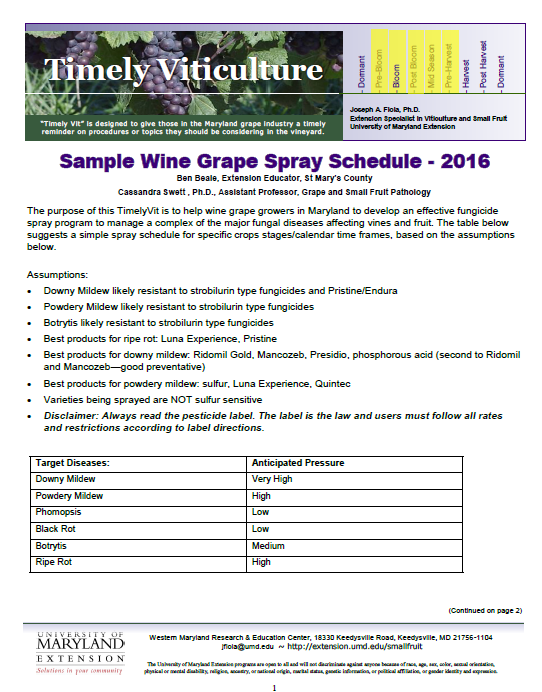 Timely Viticulture
"Timely Vit" is designed to give those in the Maryland grape industry a timely
reminder on procedures or topics they should be considering in the vineyard.
- Dormant
- Pre-Bloom
- Bloom
- Post Bloom
- Mid Season
- Pre-Harvest
- Harvest
- Post Harvest
- Dormant
Joseph A. Fiola, Ph.D.
Extension Specialist in Viticulture and Small Fruit
University of Maryland Extension
Sample Wine Grape Spray Schedule - 2016
Ben Beale, Extension Educator, St Mary's County
Cassandra Swett , Ph.D., Assistant Professor, Grape and Small Fruit Pathology
The purpose of this TimelyVit is to help wine grape growers in Maryland to develop an effective fungicide
spray program to manage a complex of the major fungal diseases affecting vines and fruit. The table below
suggests a simple spray schedule for specific crops stages/calendar time frames, based on the assumptions
below.
Assumptions:
• Downy Mildew likely resistant to strobilurin type fungicides and Pristine/Endura
• Powdery Mildew likely resistant to strobilurin type fungicides
• Botrytis likely resistant to strobilurin type fungicides
• Best products for ripe rot: Luna Experience, Pristine
• Best products for downy mildew: Ridomil Gold, Mancozeb, Presidio, phosphorous acid (second to Ridomil
and Mancozeb—good preventative)
• Best products for powdery mildew: sulfur, Luna Experience, Quintec
• Varieties being sprayed are NOT sulfur sensitive
• Disclaimer: Always read the pesticide label. The label is the law and users must follow all rates
and restrictions according to label directions.
Target Diseases: Anticipated Pressure
Downy Mildew Very High
Powdery Mildew High
Phomopsis Low
Black Rot Low
Botrytis Medium
Ripe Rot High
(Continued on page 2)
UNIVERSITY OF
MARYLAND
EXTENSION
Solutions in your community
Western Maryland Research & Education Center, 18330 Keedysville Road, Keedysville, MD 21756-1104
jfiola@umd.edu ~ http://extension.umd.edu/smallfruit
The University of Maryland Extension programs are open to all and will not discriminate against anyone because of race, age, sex, color, sexual orientation,
physical or mental disability, religion, ancestry, or national origin, marital status, genetic information, or political affiliation, or gender identity and expression.
1